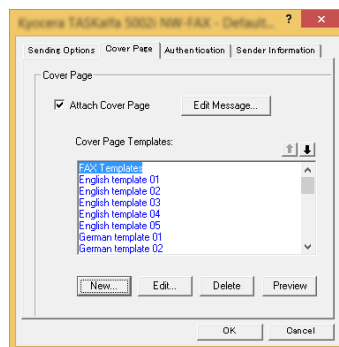 Kyocera TASKalfa 5002i NW-FAX - Default... ?
Sending Options Cover Page Authentication Sender Information
Cover Page
Attach Cover Page Edit Message...
Cover Page Templates:
FAX Templates
English template 01
English template 02
English template 03
English template 04
English template 05
German template 01
German template 02
New... Edit... Delete Preview
OK Cancel